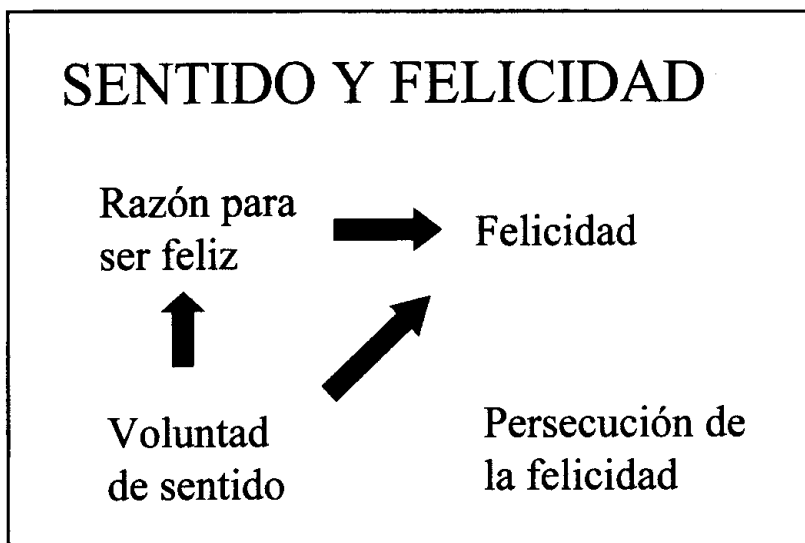 SENTIDO Y FELICIDAD
Razón para
ser feliz
Felicidad
Voluntad
de sentido
Persecución de
la felicidad